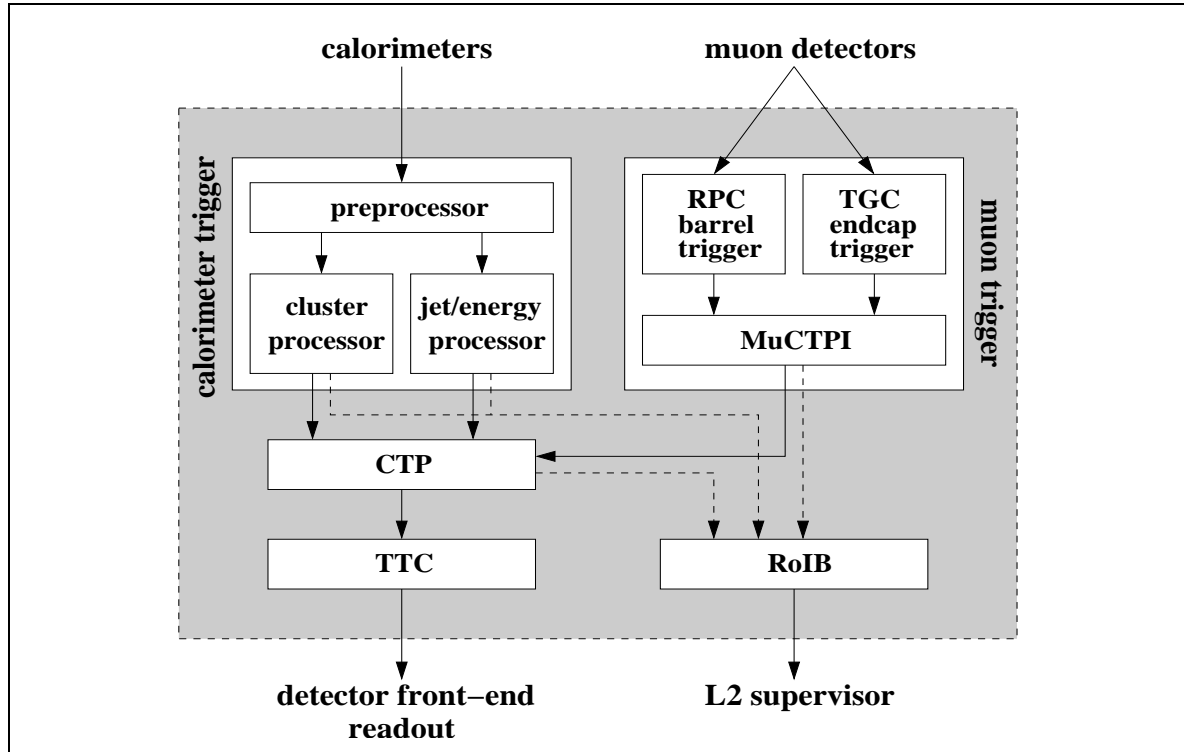 calorimeters
muon detectors
calorimeter trigger
preprocessor
cluster
processor
jet/energy
processor
RPC
barrel
trigger
TGC
endcap
trigger
MuCTPI
muon trigger
CTP
TTC
RoIB
detector front−end
readout
L2 supervisor